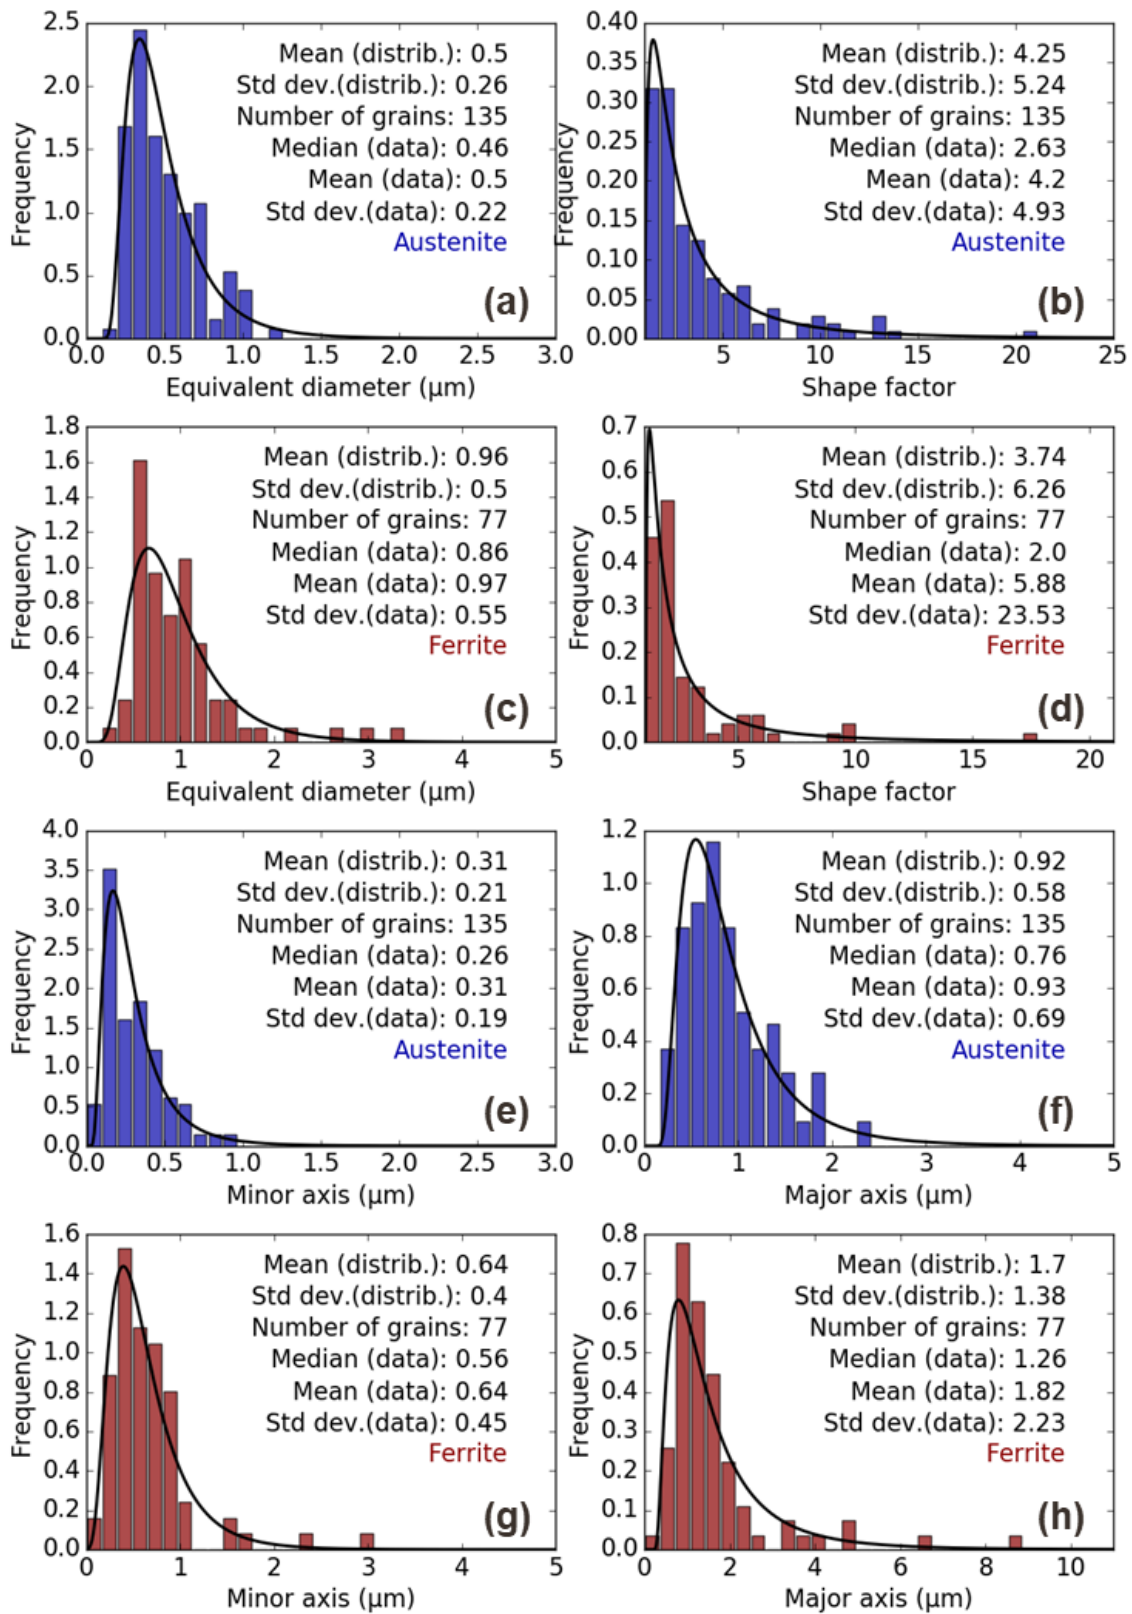 2.5
2.0
1.5
1.0
0.5
0.0
Frequency
Mean (distrib.): 0.5
Std dev.(distrib.): 0.26
Number of grains: 135
Median (data): 0.46
Mean (data): 0.5
Std dev.(data): 0.22
Austenite
(a)
0.0 0.5 1.0 1.5 2.0 2.5 3.0
Equivalent diameter (μm)
0.40
0.35
0.30
0.25
0.20
0.15
0.10
0.05
0.00
Frequency
Mean (distrib.): 4.25
Std dev.(distrib.): 5.24
Number of grains: 135
Median (data): 2.63
Mean (data): 4.2
Std dev.(data): 4.93
Austenite
(b)
5 10 15 20 25
Shape factor
1.8
1.6
1.4
1.2
1.0
0.8
0.6
0.4
0.2
0.0
Frequency
Mean (distrib.): 0.96
Std dev.(distrib.): 0.5
Number of grains: 77
Median (data): 0.86
Mean (data): 0.97
Std dev.(data): 0.55
Ferrite
(c)
0 1 2 3 4 5
Equivalent diameter (μm)
0.7
0.6
0.5
0.4
0.3
0.2
0.1
0.0
Frequency
Mean (distrib.): 3.74
Std dev.(distrib.): 6.26
Number of grains: 77
Median (data): 2.0
Mean (data): 5.88
Std dev.(data): 23.53
Ferrite
(d)
5 10 15 20
Shape factor
4.0
3.5
3.0
2.5
2.0
1.5
1.0
0.5
0.0
Frequency
Mean (distrib.): 0.31
Std dev.(distrib.): 0.21
Number of grains: 135
Median (data): 0.26
Mean (data): 0.31
Std dev.(data): 0.19
Austenite
(e)
0.0 0.5 1.0 1.5 2.0 2.5 3.0
Minor axis (μm)
1.2
1.0
0.8
0.6
0.4
0.2
0.0
Frequency
Mean (distrib.): 0.92
Std dev.(distrib.): 0.58
Number of grains: 135
Median (data): 0.76
Mean (data): 0.93
Std dev.(data): 0.69
Austenite
(f)
0 1 2 3 4 5
Major axis (μm)
1.6
1.4
1.2
1.0
0.8
0.6
0.4
0.2
0.0
Frequency
Mean (distrib.): 0.64
Std dev.(distrib.): 0.4
Number of grains: 77
Median (data): 0.56
Mean (data): 0.64
Std dev.(data): 0.45
Ferrite
(g)
0 1 2 3 4 5
Minor axis (μm)
0.8
0.7
0.6
0.5
0.4
0.3
0.2
0.1
0.0
Frequency
Mean (distrib.): 1.7
Std dev.(distrib.): 1.38
Number of grains: 77
Median (data): 1.26
Mean (data): 1.82
Std dev.(data): 2.23
Ferrite
(h)
0 2 4 6 8 10
Major axis (μm)